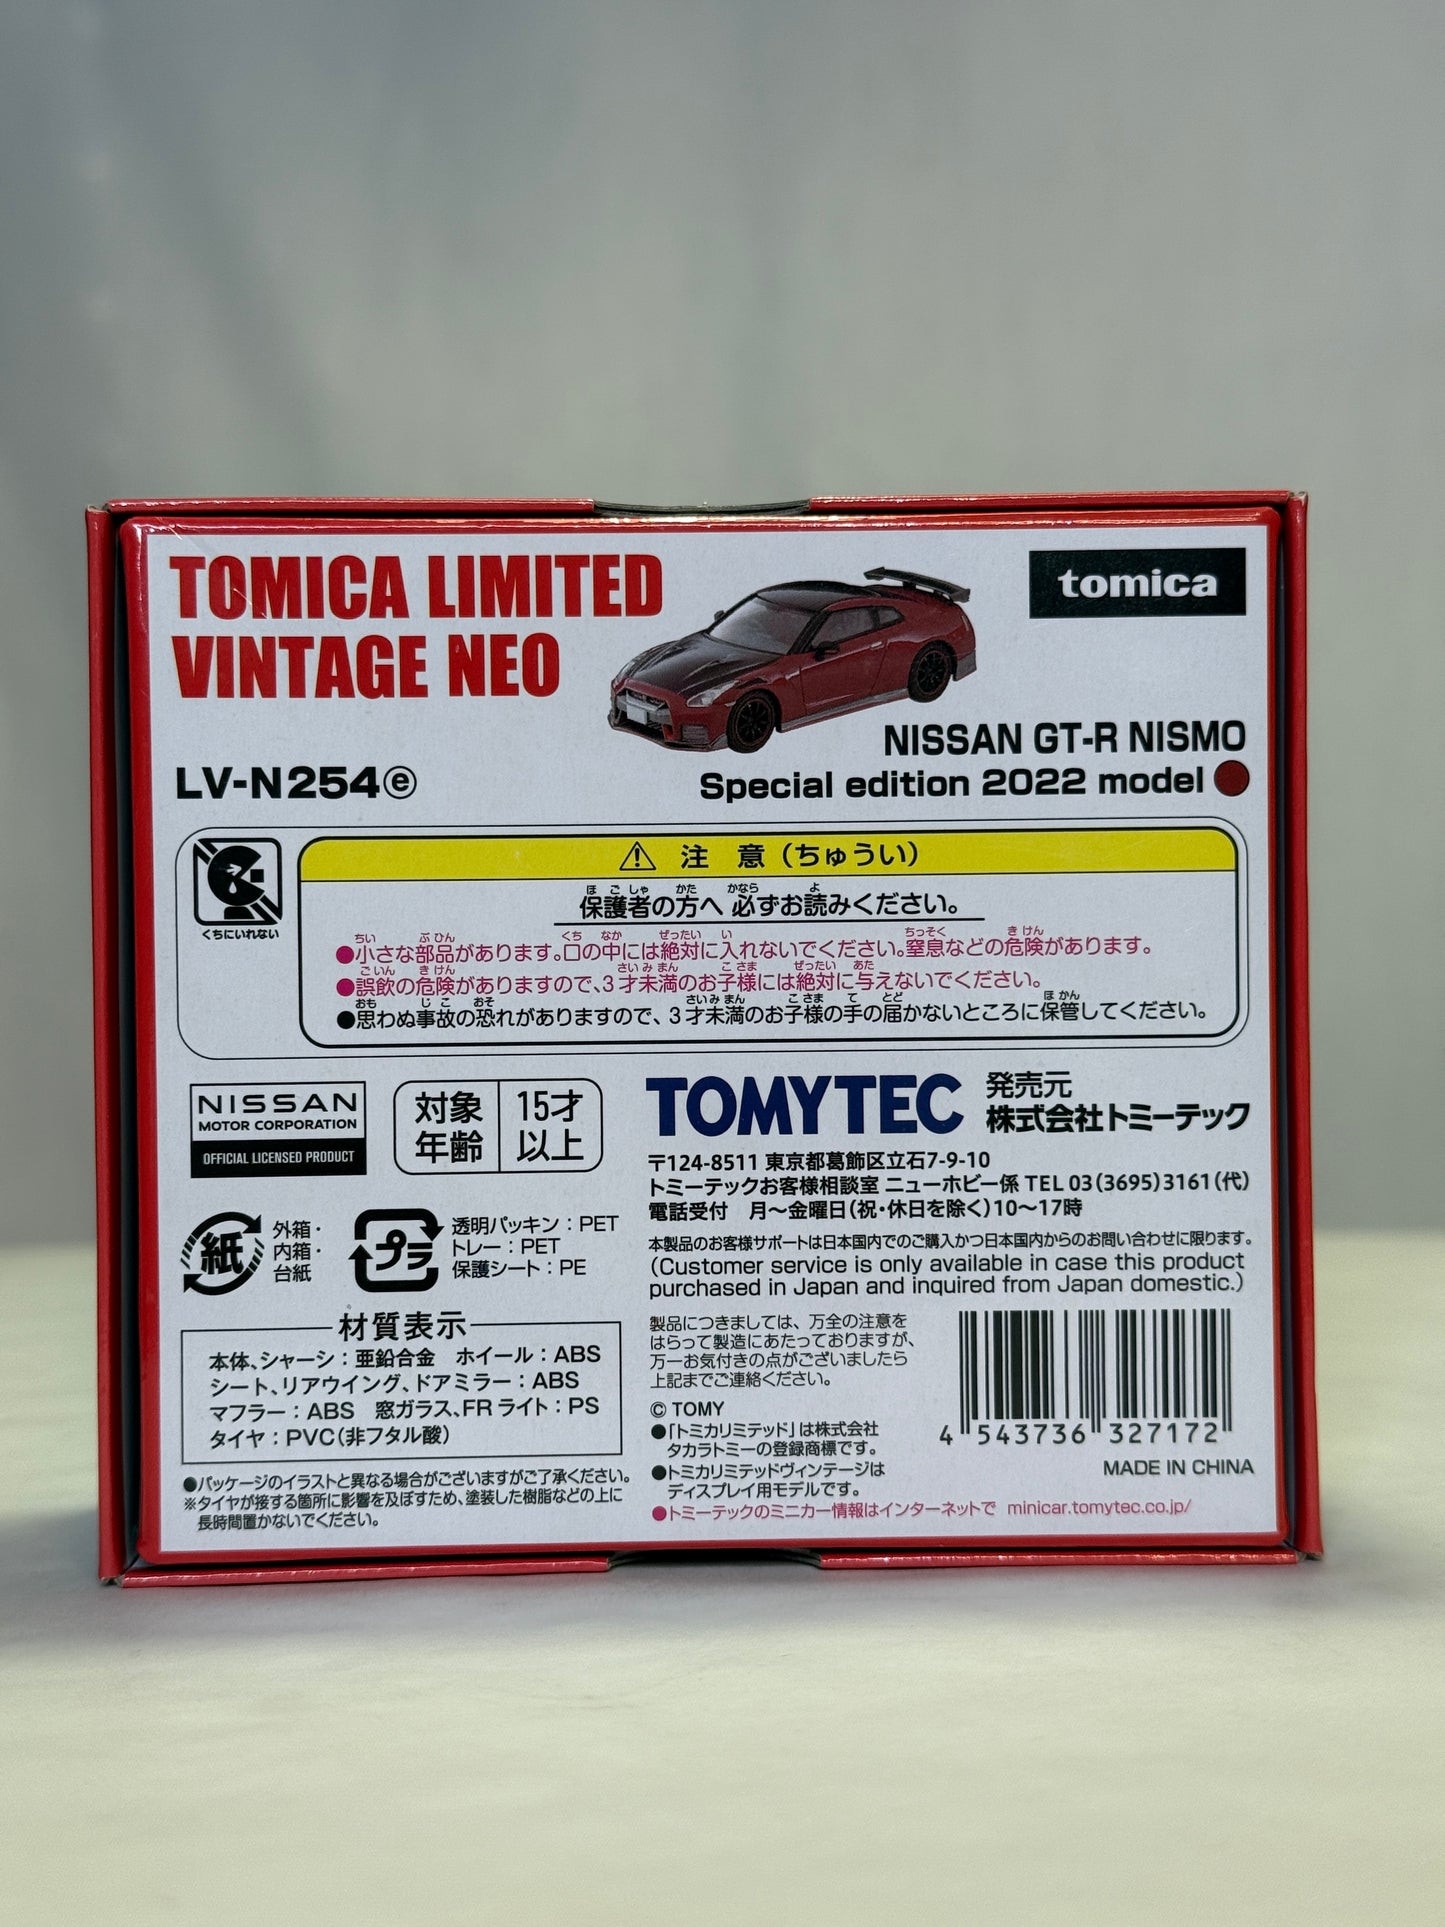 TOMICA LIMITED
VINTAGE NEO
tomica
LV-N254ⓔ
NISSAN GT-R NISMO
Special edition 2022 model
くちにいれない
⚠ 注 意（ちゅうい）
保護者の方へ 必ずお読みください。
●小さな部品があります。口の中には絶対に入れないでください。窒息などの危険があります。
●誤飲の危険がありますので、3才未満のお子様には絶対に与えないでください。
●思わぬ事故の恐れがありますので、3才未満のお子様の手の届かないところに保管してください。
NISSAN
MOTOR CORPORATION
OFFICIAL LICENSED PRODUCT
対象年齢
15才以上
紙
外箱・
内箱・
台紙
プラ
透明パッキン：PET
トレー：PET
保護シート：PE
材質表示
本体、シャーシ：亜鉛合金　ホイール：ABS
シート、リアウイング、ドアミラー：ABS
マフラー：ABS　窓ガラス、FRライト：PS
タイヤ：PVC（非フタル酸）
●パッケージのイラストと異なる場合がございますがご了承ください。
※タイヤが接する箇所に影響を及ぼすため、塗装した樹脂などの上に
長時間置かないでください。
TOMYTEC
発売元
株式会社トミーテック
〒124-8511 東京都葛飾区立石7-9-10
トミーテックお客様相談室 ニューホビー係 TEL 03(3695)3161(代)
電話受付　月～金曜日（祝・休日を除く）10～17時
本製品のお客様サポートは日本国内でのご購入かつ日本国内からのお問い合わせに限ります。
(Customer service is only available in case this product
purchased in Japan and inquired from Japan domestic.)
製品につきましては、万全の注意を
はらって製造にあたっておりますが、
万一お気付きの点がございましたら
上記までご連絡ください。
© TOMY
●「トミカリミテッド」は株式会社
タカラトミーの登録商標です。
●トミカリミテッドヴィンテージは
ディスプレイ用モデルです。
●トミーテックのミニカー情報はインターネットで minicar.tomytec.co.jp/
4 543736 327172
MADE IN CHINA